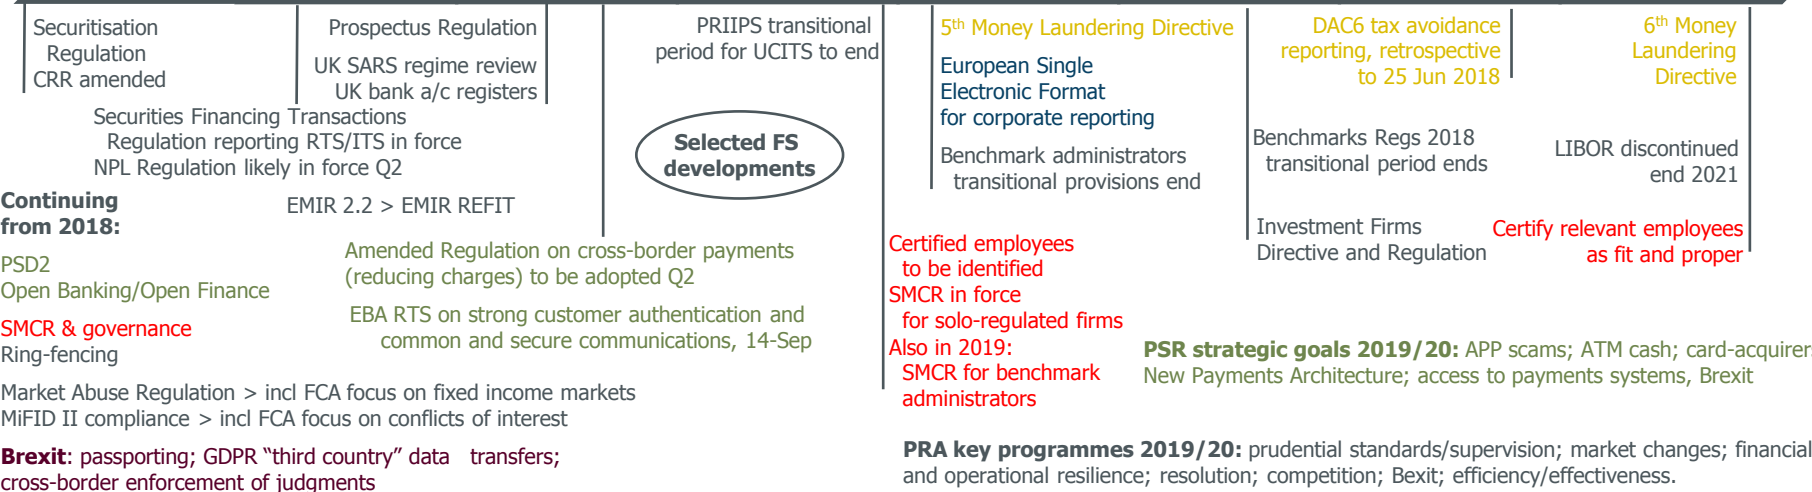 Securitisation
Regulation
CRR amended
Prospectus Regulation
UK SARS regime review
UK bank a/c registers
Securities Financing Transactions
Regulation reporting RTS/ITS in force
NPL Regulation likely in force Q2
PRIIPS transitional
period for UCITS to end
Selected FS
developments
5th Money Laundering Directive
European Single
Electronic Format
for corporate reporting
Benchmark administrators
transitional provisions end
DAC6 tax avoidance
reporting, retrospective
to 25 Jun 2018
Benchmarks Regs 2018
transitional period ends
Investment Firms
Directive and Regulation
6th Money
Laundering
Directive
LIBOR discontinued
end 2021
Certify relevant employees
as fit and proper
Continuing
from 2018:
EMIR 2.2 > EMIR REFIT
PSD2
Open Banking/Open Finance
Amended Regulation on cross-border payments
(reducing charges) to be adopted Q2
SMCR & governance
Ring-fencing
EBA RTS on strong customer authentication and
common and secure communications, 14-Sep
Certified employees
to be identified
SMCR in force
for solo-regulated firms
Also in 2019:
SMCR for benchmark
administrators
PSR strategic goals 2019/20: APP scams; ATM cash; card-acquirer
New Payments Architecture; access to payments systems, Brexit
Market Abuse Regulation > incl FCA focus on fixed income markets
MiFID II compliance > incl FCA focus on conflicts of interest
Brexit: passporting; GDPR “third country” data transfers;
cross-border enforcement of judgments
PRA key programmes 2019/20: prudential standards/supervision; market changes; financial
and operational resilience; resolution; competition; Bexit; efficiency/effectiveness.